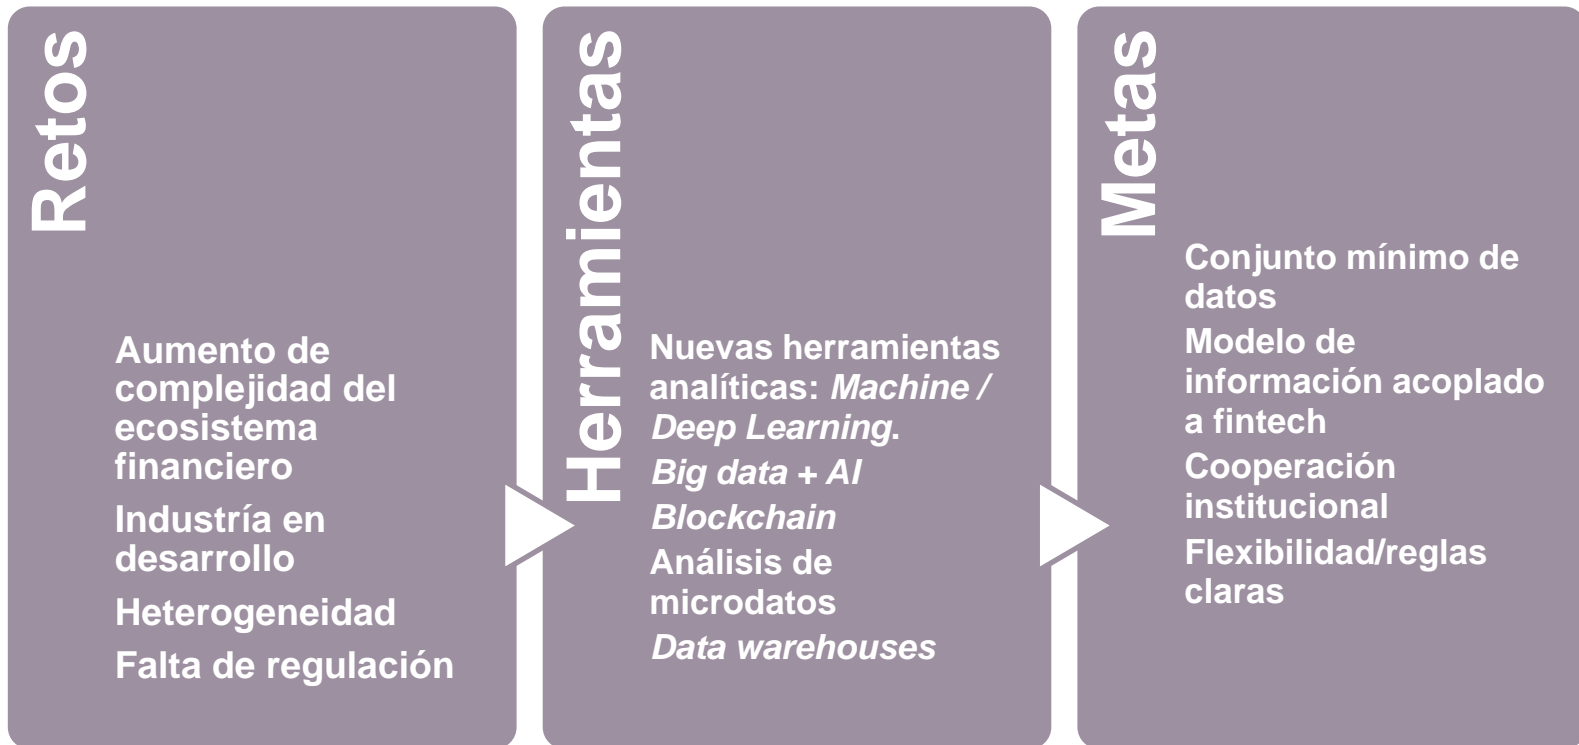 Retos
Aumento de
complejidad del
ecosistema
financiero
Industría en
desarrollo
Heterogeneidad
Falta de regulación
Herramientas
Nuevas herramientas
analíticas: Machine /
Deep Learning.
Big data + AI
Blockchain
Análisis de
microdatos
Data warehouses
Metas
Conjunto mínimo de
datos
Modelo de
información acoplado
a fintech
Cooperación
institucional
Flexibilidad/reglas
claras